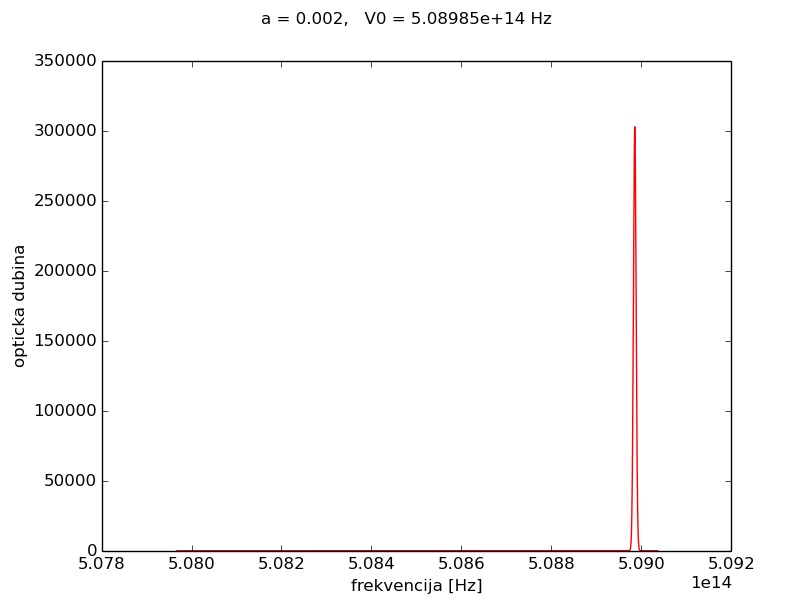 a = 0.002,   V0 = 5.08985e+14 Hz
350000
300000
250000
200000
150000
100000
50000
0
opticka dubina
5.078 5.080 5.082 5.084 5.086 5.088 5.090 5.092
1e14
frekvencija [Hz]